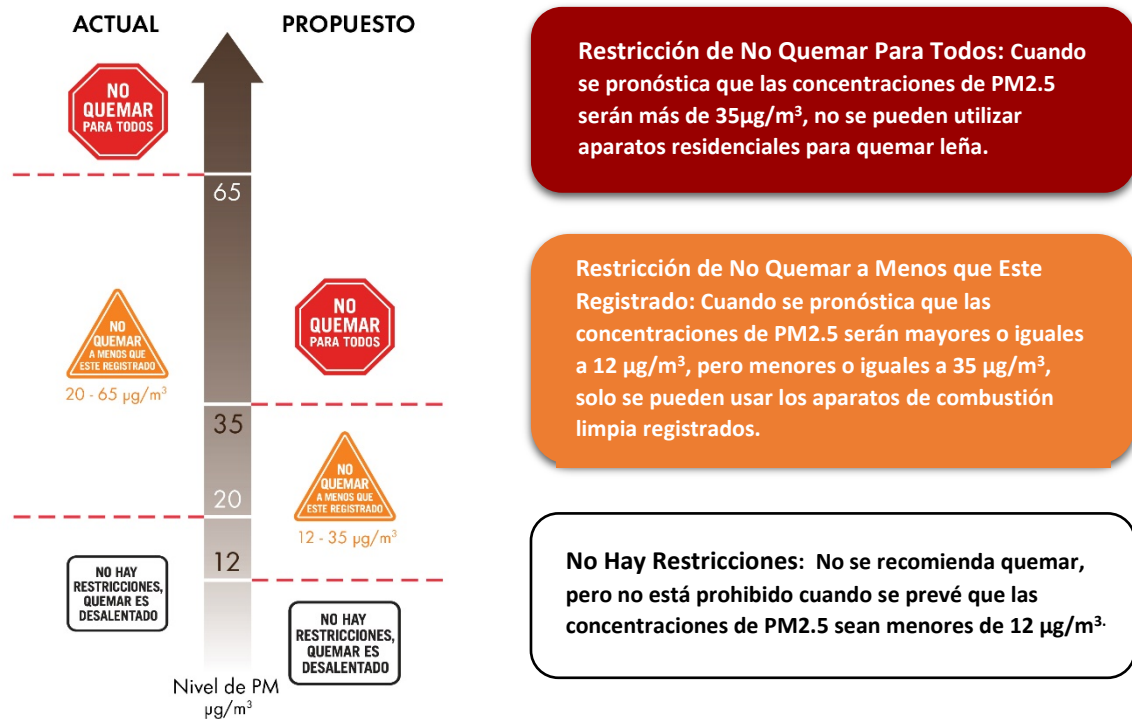 ACTUAL
PROPUESTO
NO
QUEMAR
PARA TODOS
65
NO
QUEMAR
A MENOS QUE
ESTE REGISTRADO
20 - 65 µg/m³
NO
QUEMAR
PARA TODOS
35
20
NO
QUEMAR
A MENOS QUE
ESTE REGISTRADO
12 - 35 µg/m³
12
NO HAY
RESTRICCIONES,
QUEMAR ES
DESALENTADO
NO HAY
RESTRICCIONES,
QUEMAR ES
DESALENTADO
Nivel de PM
µg/m³
Restricción de No Quemar Para Todos: Cuando
se pronóstica que las concentraciones de PM2.5
serán más de 35µg/m³, no se pueden utilizar
aparatos residenciales para quemar leña.
Restricción de No Quemar a Menos que Este
Registrado: Cuando se pronóstica que las
concentraciones de PM2.5 serán mayores o iguales
a 12 µg/m³, pero menores o iguales a 35 µg/m³,
solo se pueden usar los aparatos de combustión
limpia registrados.
No Hay Restricciones: No se recomienda quemar,
pero no está prohibido cuando se prevé que las
concentraciones de PM2.5 sean menores de 12 µg/m³.